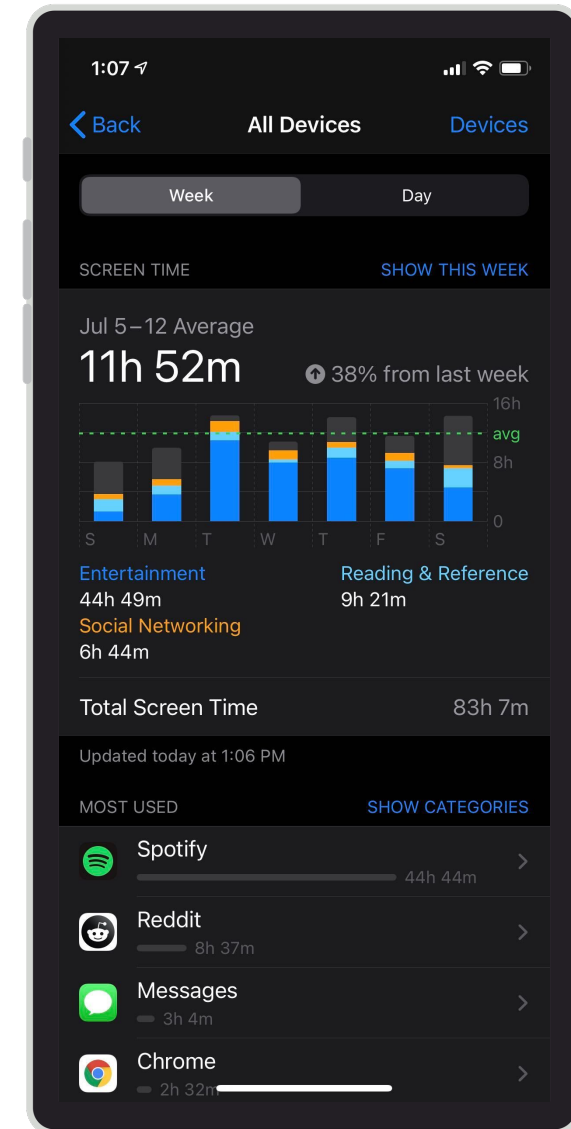 1:07
Back All Devices Devices
Week Day
SCREEN TIME SHOW THIS WEEK
Jul 5–12 Average
11h 52m 38% from last week
16h
avg
8h
0
S M T W T F S
Entertainment Reading & Reference
44h 49m 9h 21m
Social Networking
6h 44m
Total Screen Time 83h 7m
Updated today at 1:06 PM
MOST USED SHOW CATEGORIES
Spotify
44h 44m
Reddit
8h 37m
Messages
3h 4m
Chrome
2h 32m